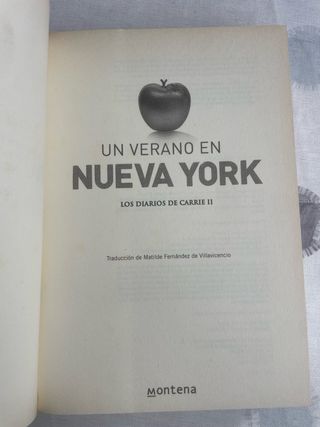 UN VERANO EN
NUEVA YORK
LOS DIARIOS DE CARRIE II
Traducción de Matilde Fernández de Villavicencio
montena